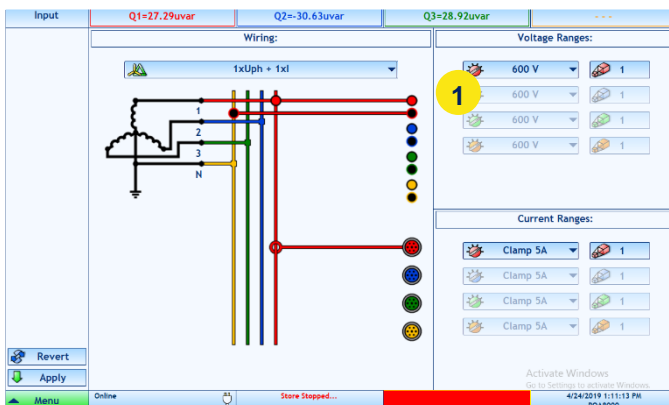 Input Q1=27.29uvar Q2=-30.63uvar Q3=28.92uvar ---
Wiring: Voltage Ranges:
1xUph + 1xI
600 V 1
1
600 V 1
600 V 1
600 V 1
1
2
3
N
Current Ranges:
Clamp 5A 1
Clamp 5A 1
Clamp 5A 1
Clamp 5A 1
Revert
Apply
Activate Windows
Go to Settings to activate Windows.
Menu Online Store Stopped... 4/24/2019 1:11:13 PM